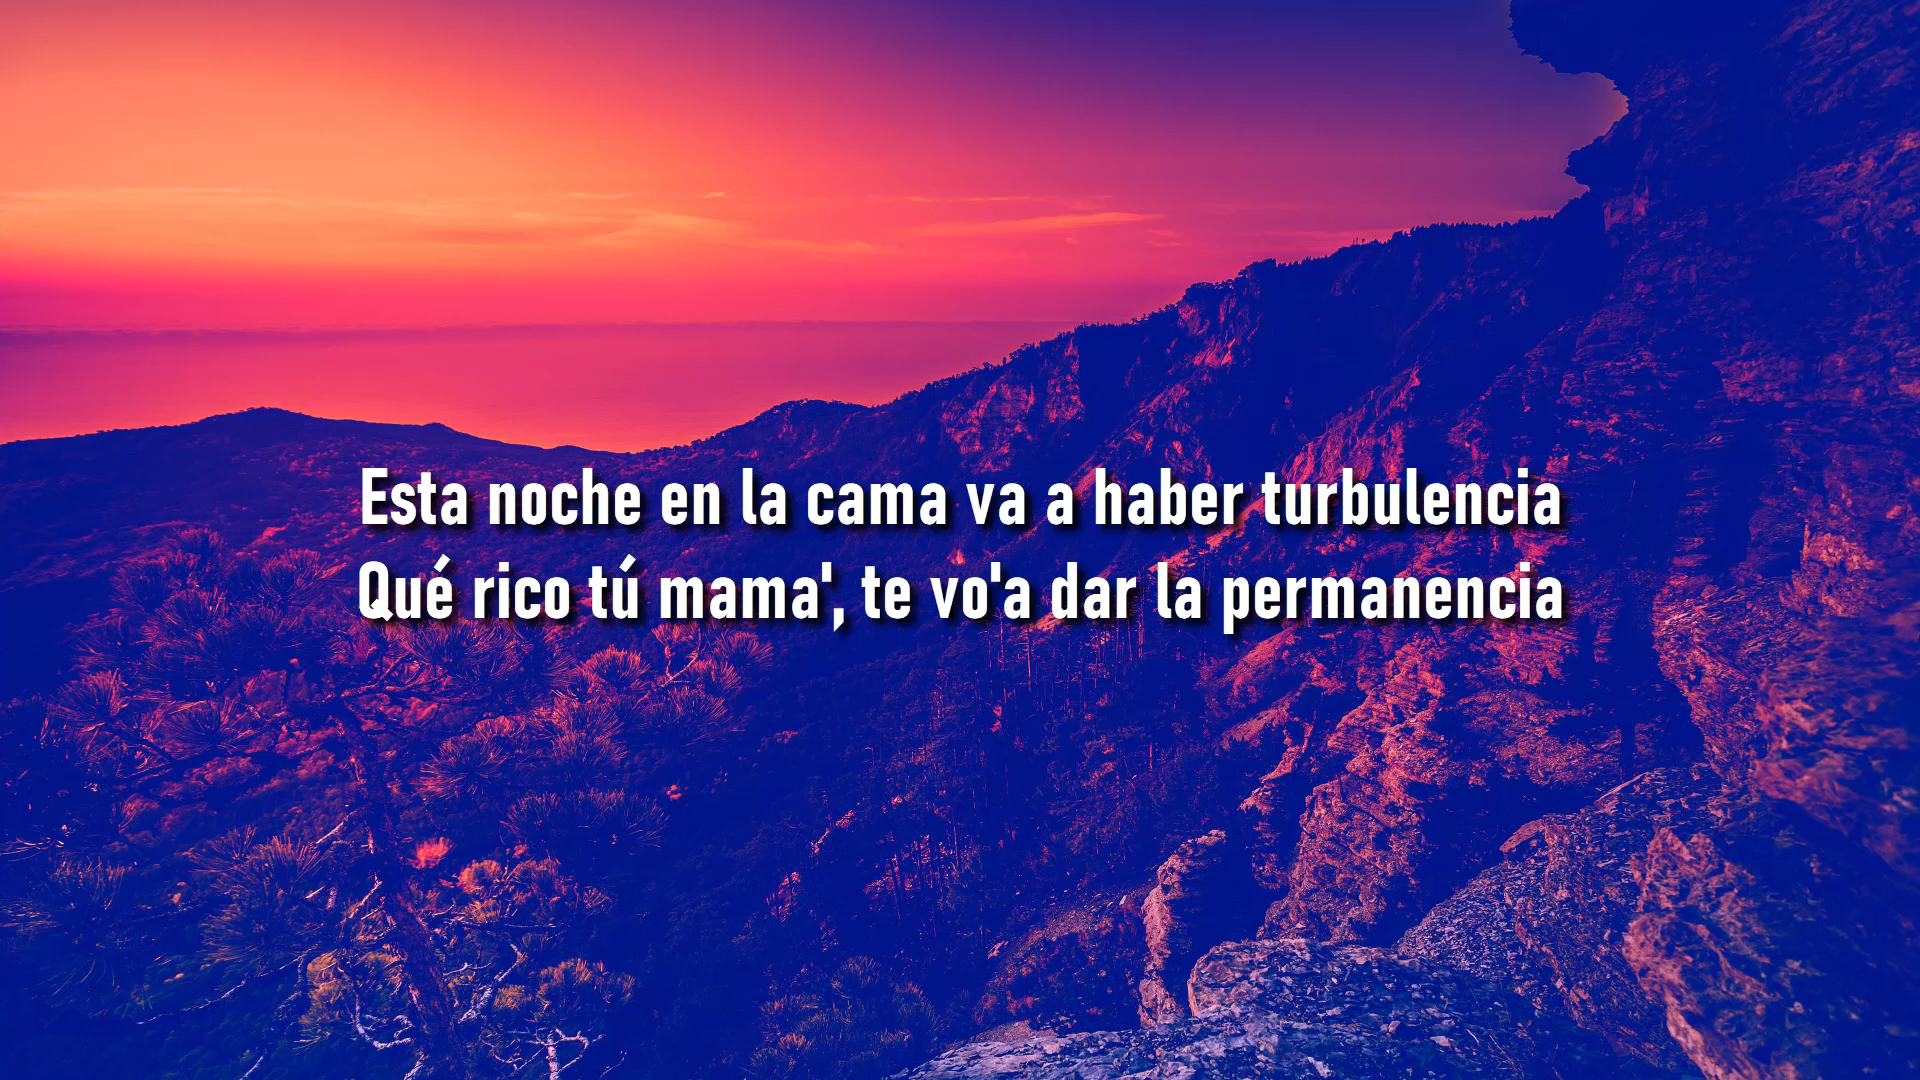 Esta noche en la cama va a haber turbulencia
Qué rico tú mama', te vo'a dar la permanencia